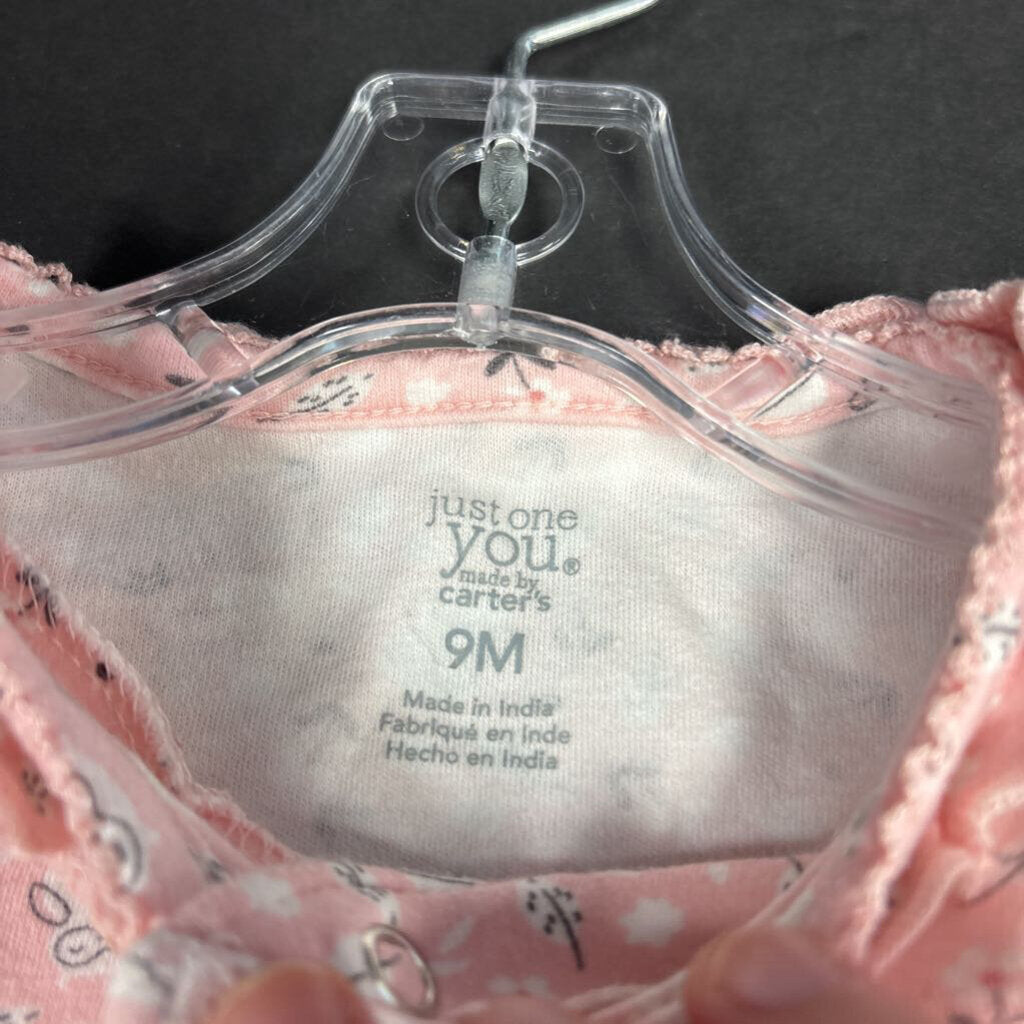 just one
you®
made by
carter's
9M
Made in India
Fabriqué en Inde
Hecho en India